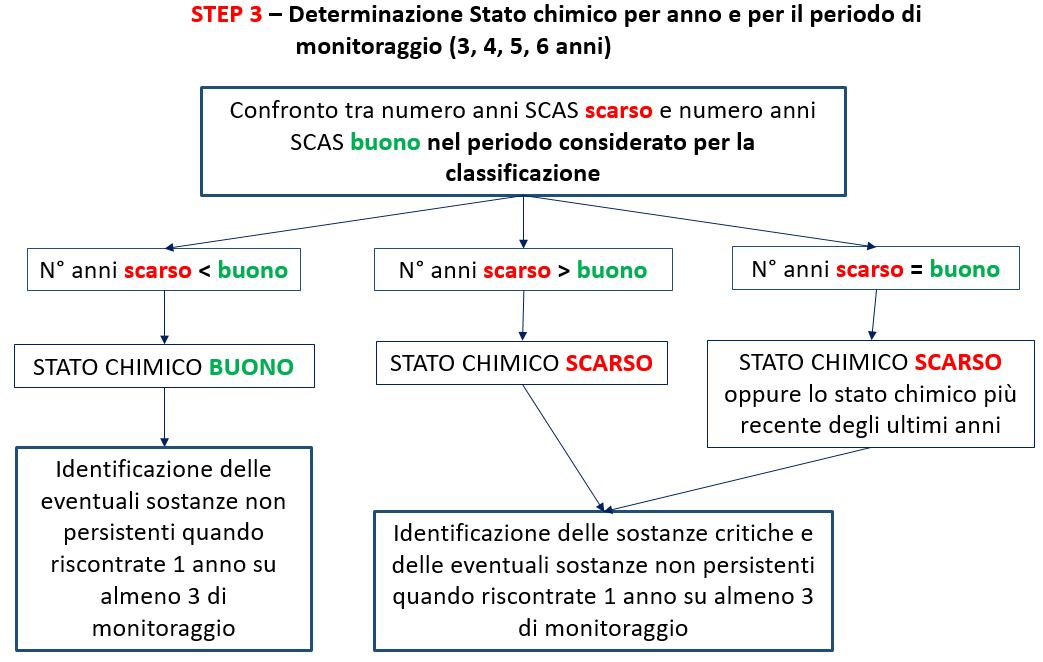 STEP 3 – Determinazione Stato chimico per anno e per il periodo di
monitoraggio (3, 4, 5, 6 anni)
Confronto tra numero anni SCAS scarso e numero anni
SCAS buono nel periodo considerato per la
classificazione
N° anni scarso < buono
N° anni scarso > buono
N° anni scarso = buono
STATO CHIMICO BUONO
STATO CHIMICO SCARSO
STATO CHIMICO SCARSO
oppure lo stato chimico più
recente degli ultimi anni
Identificazione delle
eventuali sostanze non
persistenti quando
riscontrate 1 anno su
almeno 3 di
monitoraggio
Identificazione delle sostanze critiche e
delle eventuali sostanze non persistenti
quando riscontrate 1 anno su almeno 3
di monitoraggio